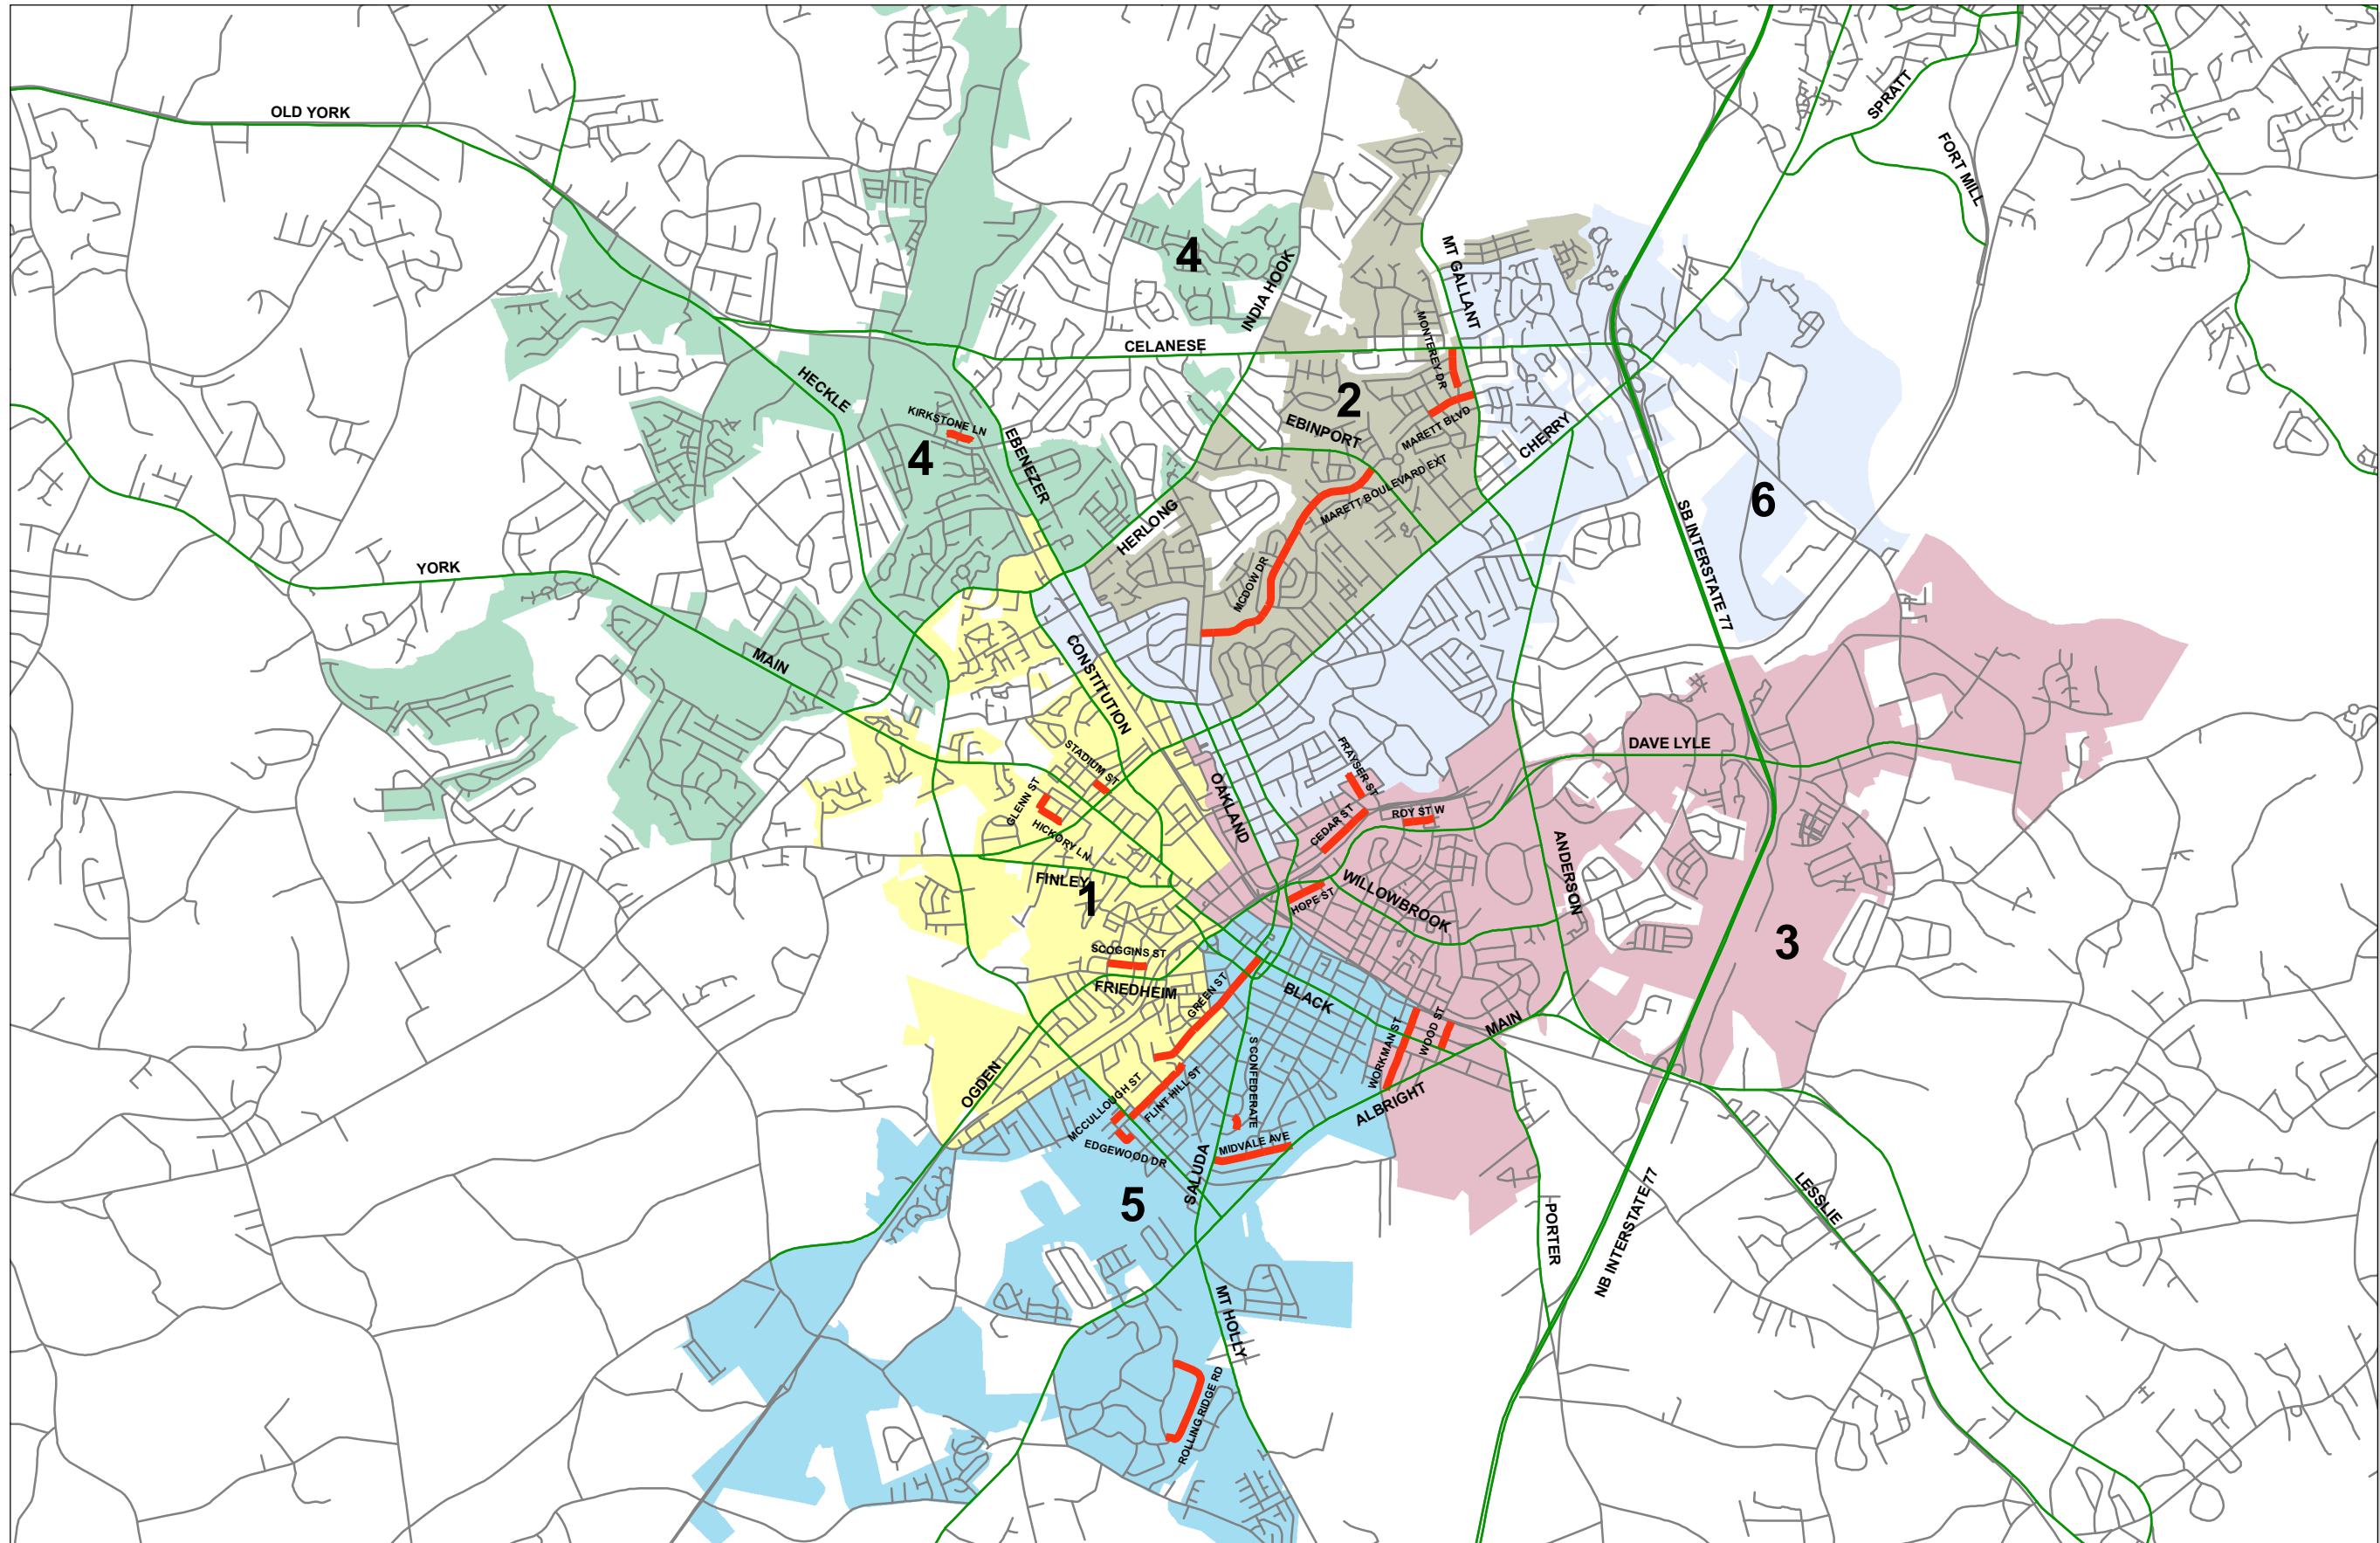 OLD YORK
SPRATT
FORT MILL
4
INDIA HOOK
MT GALLANT
CELANESE
MONTEREY DR
HECKLE
2
KIRKSTONE LN
EBENEZER
EBINPORT
MARETT BLVD
CHERRY
4
MARETT BOULEVARD EXT
6
SB INTERSTATE 77
HERLONG
YORK
MCDOW DR
MAIN
CONSTITUTION
DAVE LYLE
STADIUM ST
FRAYSER ST
GLENN ST
OAKLAND
ROY ST W
CEDAR ST
HICKORY LN
ANDERSON
FINLEY
1
WILLOWBROOK
HOPE ST
3
SCOGGINS ST
FRIEDHEIM
GREEN ST
BLACK
MAIN
WOOD ST
WORKMAN ST
S CONFEDERATE
OGDEN
MCCULLOUGH ST
FLINT HILL ST
ALBRIGHT
EDGEWOOD DR
MIDVALE AVE
SALUDA
5
LESSLIE
PORTER
NB INTERSTATE 77
MT HOLLY
ROLLING RIDGE RD